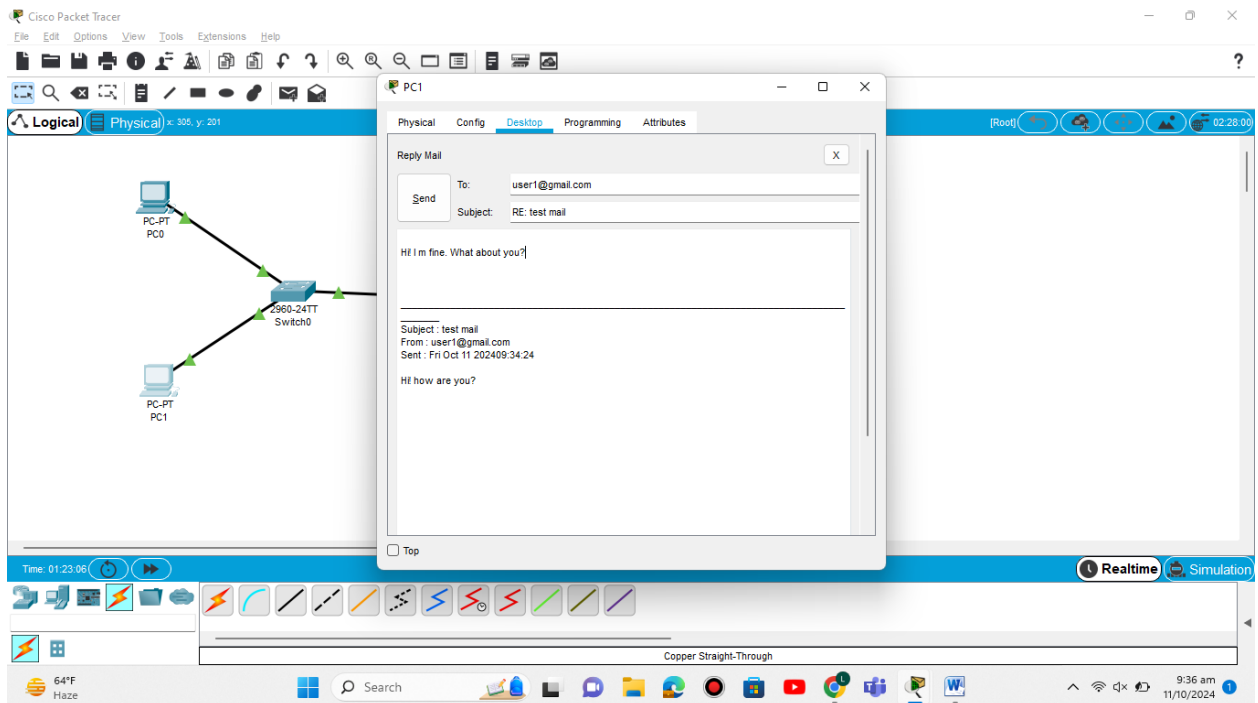 Cisco Packet Tracer
File Edit Options View Tools Extensions Help
?
Logical Physical x: 305, y: 201
[Root] 02:28:00
PC1
Physical Config Desktop Programming Attributes
Reply Mail
X
Send
To: user1@gmail.com
Subject: RE: test mail
Hi! I m fine. What about you?
Subject : test mail
From : user1@gmail.com
Sent : Fri Oct 11 202409:34:24
Hi! how are you?
Top
PC-PT
PC0
2960-24TT
Switch0
PC-PT
PC1
Time: 01:23:06
Realtime Simulation
Copper Straight-Through
64°F
Haze
Search
L
W
9:36 am
11/10/2024
1